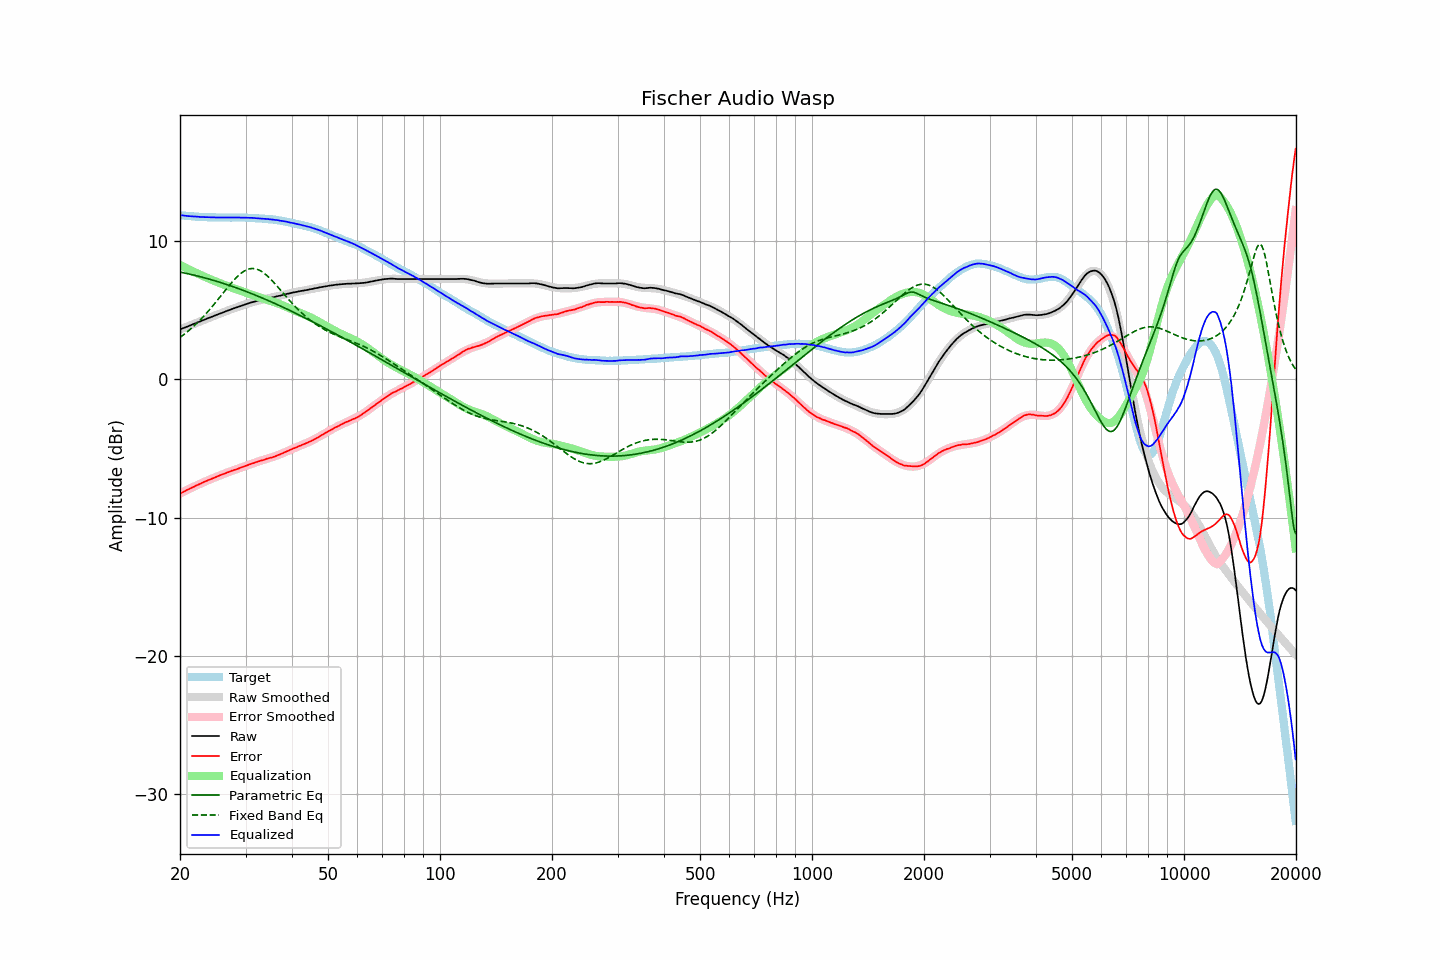 Fischer Audio Wasp
Amplitude (dBr)
10
0
−10
−20
−30
Target
Raw Smoothed
Error Smoothed
Raw
Error
Equalization
Parametric Eq
Fixed Band Eq
Equalized
20 50 100 200 500 1000 2000 5000 10000 20000
Frequency (Hz)